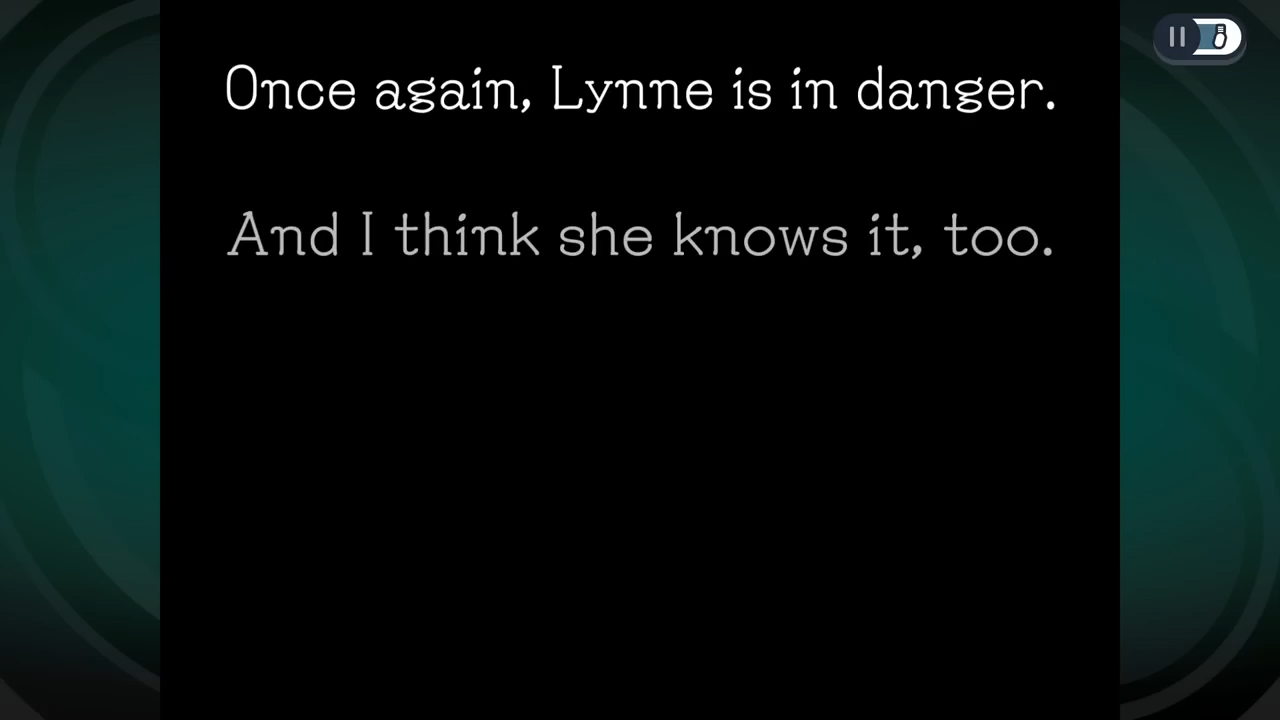 Once again, Lynne is in danger.
And I think she knows it, too.